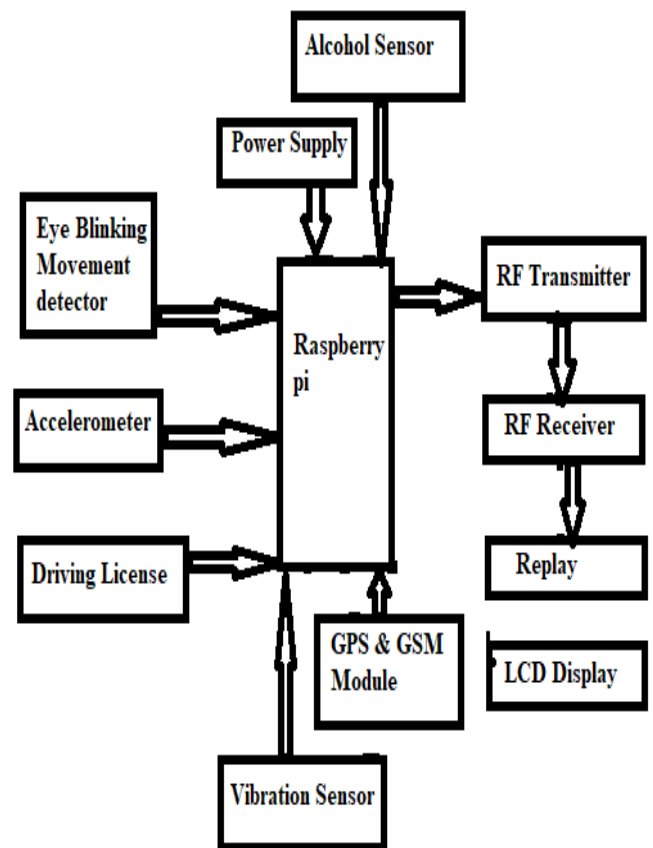 Alcohol Sensor
Power Supply
Eye Blinking
Movement
detector
RF Transmitter
Raspberry
pi
Accelerometer
RF Receiver
Driving License
Replay
GPS & GSM
Module
LCD Display
Vibration Sensor